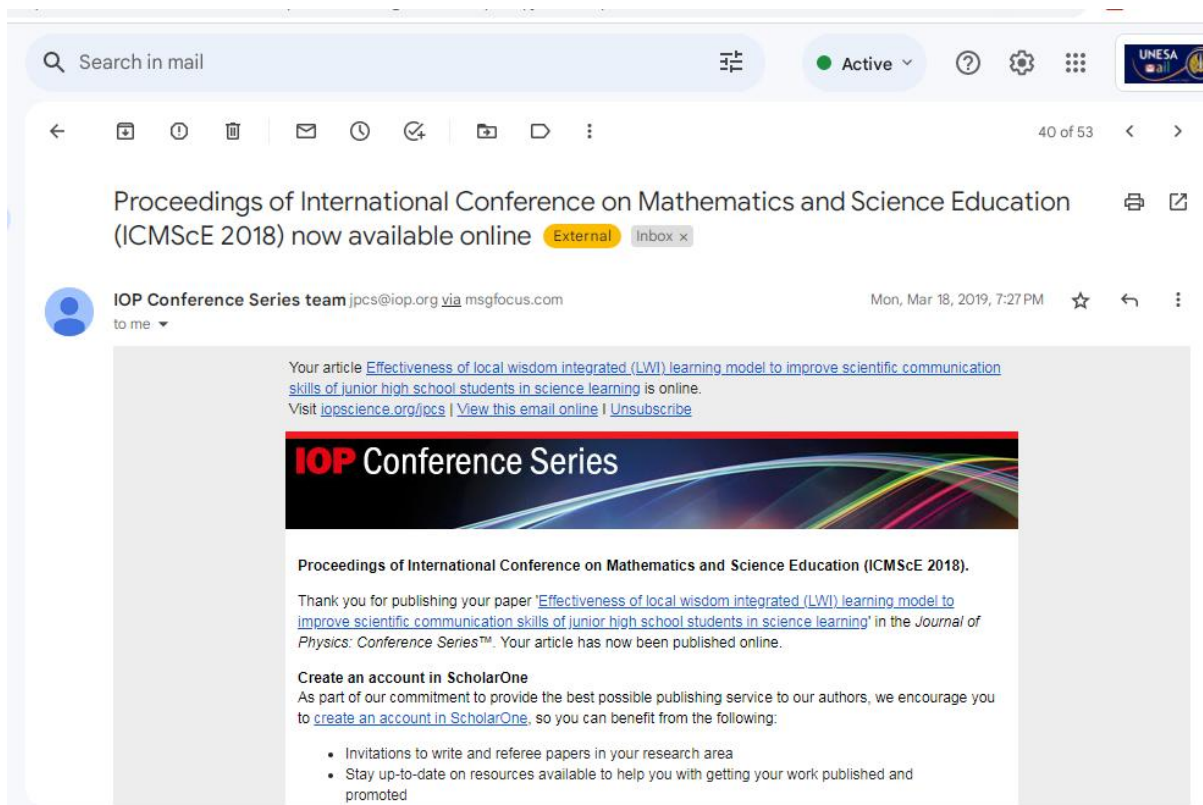 Search in mail
Active
UNESA
ail
40 of 53
Proceedings of International Conference on Mathematics and Science Education
(ICMScE 2018) now available online External Inbox ×
IOP Conference Series team jpcs@iop.org via msgfocus.com
Mon, Mar 18, 2019, 7:27 PM
to me
Your article Effectiveness of local wisdom integrated (LWI) learning model to improve scientific communication
skills of junior high school students in science learning is online.
Visit iopscience.org/jpcs | View this email online I Unsubscribe
IOP Conference Series
Proceedings of International Conference on Mathematics and Science Education (ICMScE 2018).
Thank you for publishing your paper 'Effectiveness of local wisdom integrated (LWI) learning model to
improve scientific communication skills of junior high school students in science learning' in the Journal of
Physics: Conference Series™. Your article has now been published online.
Create an account in ScholarOne
As part of our commitment to provide the best possible publishing service to our authors, we encourage you
to create an account in ScholarOne, so you can benefit from the following:
• Invitations to write and referee papers in your research area
• Stay up-to-date on resources available to help you with getting your work published and
promoted